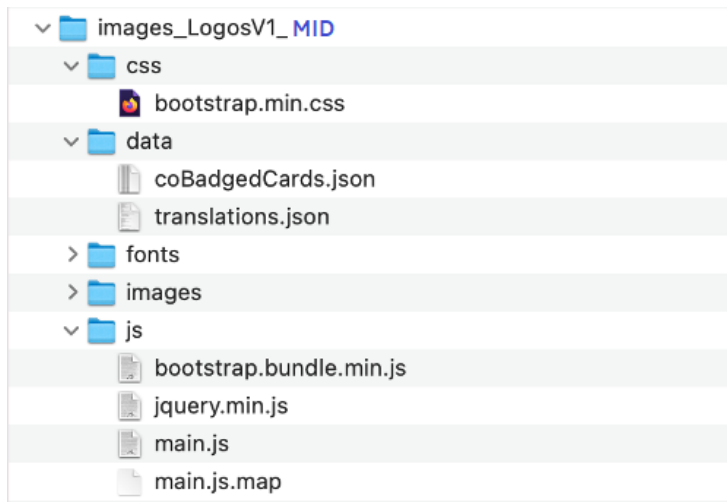 images_LogosV1_ MID
css
bootstrap.min.css
data
coBadgedCards.json
translations.json
fonts
images
js
bootstrap.bundle.min.js
jquery.min.js
main.js
main.js.map